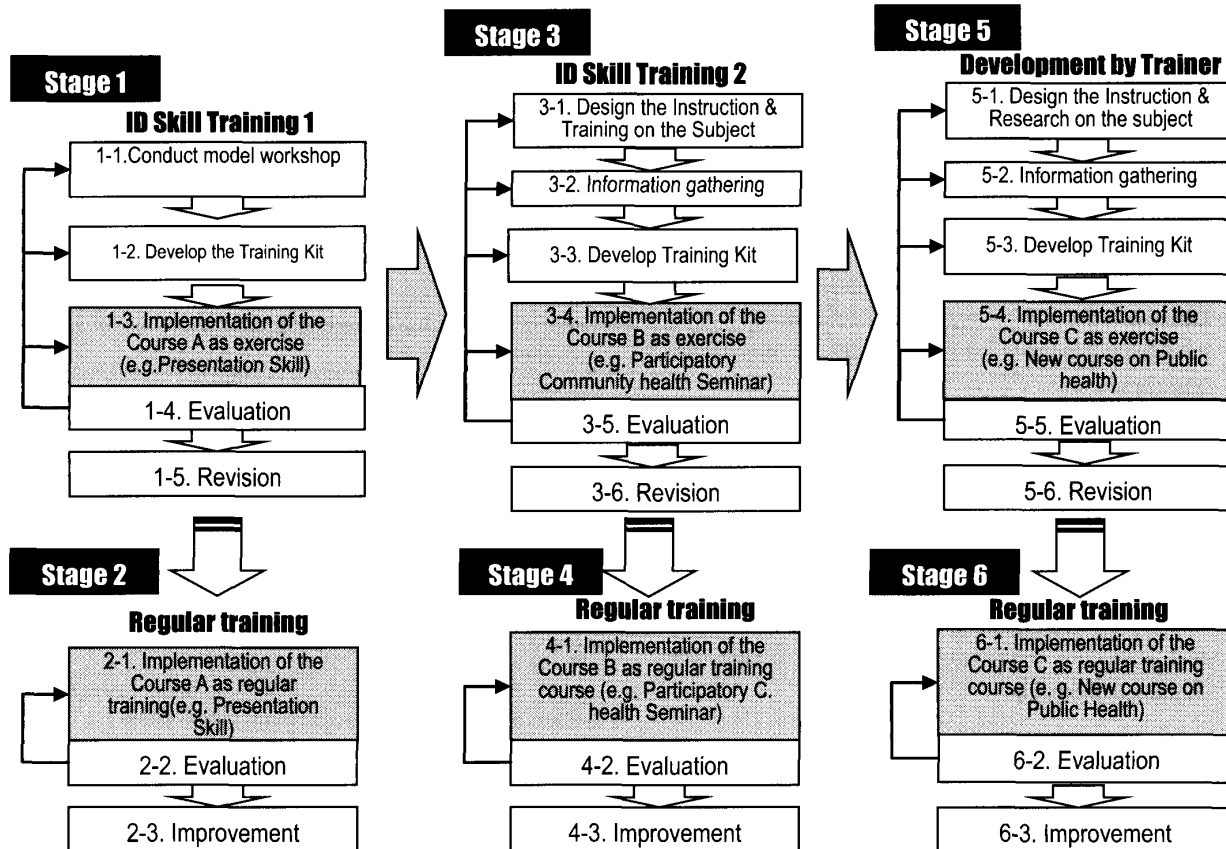 Stage 1
ID Skill Training 1
1-1.Conduct model workshop
1-2. Develop the Training Kit
1-3. Implementation of the
Course A as exercise
(e.g.Presentation Skill)
1-4. Evaluation
1-5. Revision
Stage 2
Regular training
2-1. Implementation of the
Course A as regular
training(e.g. Presentation
Skill)
2-2. Evaluation
2-3. Improvement
Stage 3
ID Skill Training 2
3-1. Design the Instruction &
Training on the Subject
3-2. Information gathering
3-3. Develop Training Kit
3-4. Implementation of the
Course B as exercise
(e.g. Participatory
Community health Seminar)
3-5. Evaluation
3-6. Revision
Stage 4
Regular training
4-1. Implementation of the
Course B as regular training
course (e.g. Participatory C.
health Seminar)
4-2. Evaluation
4-3. Improvement
Stage 5
Development by Trainer
5-1. Design the Instruction &
Research on the subject
5-2. Information gathering
5-3. Develop Training Kit
5-4. Implementation of the
Course C as exercise
(e.g. New course on Public
health)
5-5. Evaluation
5-6. Revision
Stage 6
Regular training
6-1. Implementation of the
Course C as regular training
course (e. g. New course on
Public Health)
6-2. Evaluation
6-3. Improvement